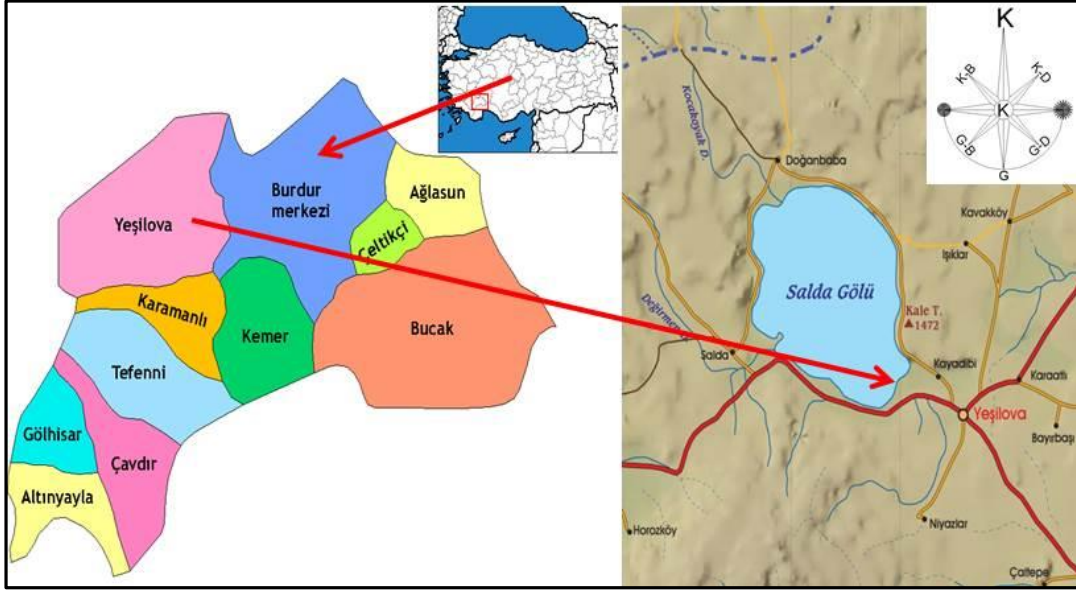 Yeşilova
Burdur
merkezi
Ağlasun
Çeltikçi
Karamanlı
Kemer
Bucak
Tefenni
Gölhisar
Çavdır
Altınyayla
K
K-B
K-D
K
G-B
G-D
G
Kocakoyak D.
Doğanbaba
Kavakköy
Işıklar
Salda Gölü
Kale T.
1472
Salda
Kayadibi
Karaatlı
Yeşilova
Bayırbaşı
Niyazlar
Horozköy
Çaltepe